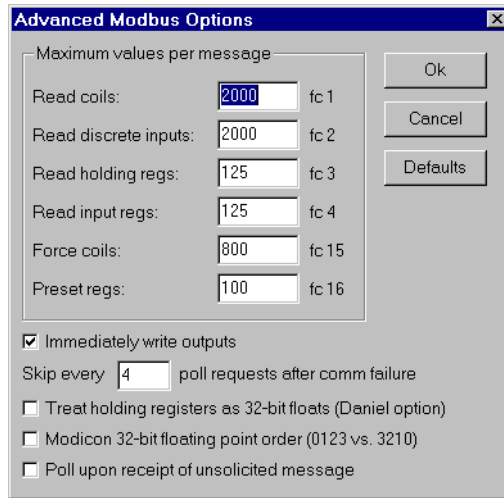 Advanced Modbus Options
Maximum values per message
Read coils: 2000 fc 1
Read discrete inputs: 2000 fc 2
Read holding regs: 125 fc 3
Read input regs: 125 fc 4
Force coils: 800 fc 15
Preset regs: 100 fc 16
Ok
Cancel
Defaults
Immediately write outputs
Skip every 4 poll requests after comm failure
Treat holding registers as 32-bit floats (Daniel option)
Modicon 32-bit floating point order (0123 vs. 3210)
Poll upon receipt of unsolicited message